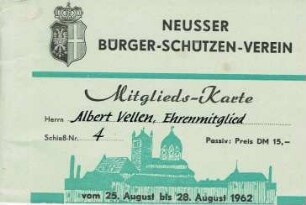 NEUSSER
BÜRGER-SCHÜTZEN-VEREIN
Mitglieds-Karte
Herrn Albert Vellen, Ehrenmitglied
Schieß-Nr. 4 Passiv: Preis DM 15,–
vom 25. August bis 28. August 1962